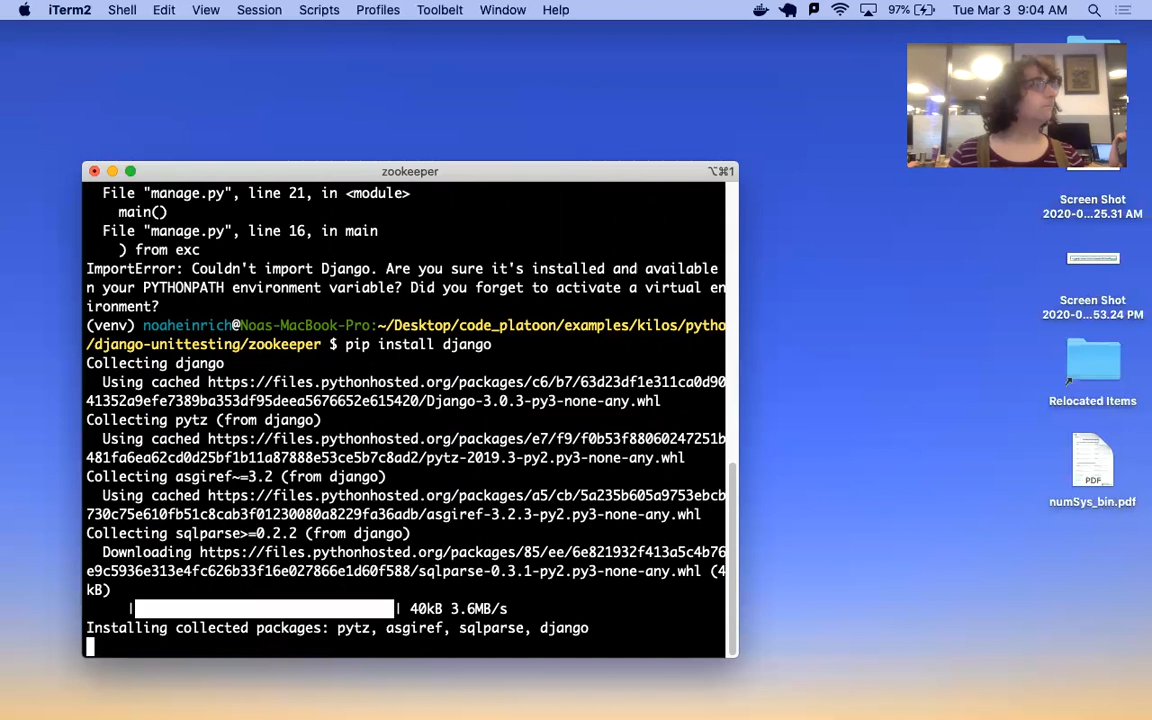 iTerm2 Shell Edit View Session Scripts Profiles Toolbelt Window Help 97% Tue Mar 3 9:04 AM
zookeeper ⌥⌘1
File "manage.py", line 21, in <module>
main()
File "manage.py", line 16, in main
) from exc
ImportError: Couldn't import Django. Are you sure it's installed and available
n your PYTHONPATH environment variable? Did you forget to activate a virtual en
ironment?
(venv) noaheinrich@Noas-MacBook-Pro:~/Desktop/code_platoon/examples/kilos/pytho
/django-unittesting/zookeeper $ pip install django
Collecting django
Using cached https://files.pythonhosted.org/packages/c6/b7/63d23df1e311ca0d90
41352a9efe7389ba353df95deea5676652e615420/Django-3.0.3-py3-none-any.whl
Collecting pytz (from django)
Using cached https://files.pythonhosted.org/packages/e7/f9/f0b53f88060247251b
481fa6ea62cd0d25bf1b11a87888e53ce5b7c8ad2/pytz-2019.3-py2.py3-none-any.whl
Collecting asgiref~=3.2 (from django)
Using cached https://files.pythonhosted.org/packages/a5/cb/5a235b605a9753ebcb
730c75e610fb51c8cab3f01230080a8229fa36adb/asgiref-3.2.3-py2.py3-none-any.whl
Collecting sqlparse>=0.2.2 (from django)
Downloading https://files.pythonhosted.org/packages/85/ee/6e821932f413a5c4b76
e9c5936e313e4fc626b33f16e027866e1d60f588/sqlparse-0.3.1-py2.py3-none-any.whl (4
kB)
| | 40kB 3.6MB/s
Installing collected packages: pytz, asgiref, sqlparse, django
Screen Shot
2020-0...25.31 AM
Screen Shot
2020-0...53.24 PM
Relocated Items
PDF
numSys_bin.pdf